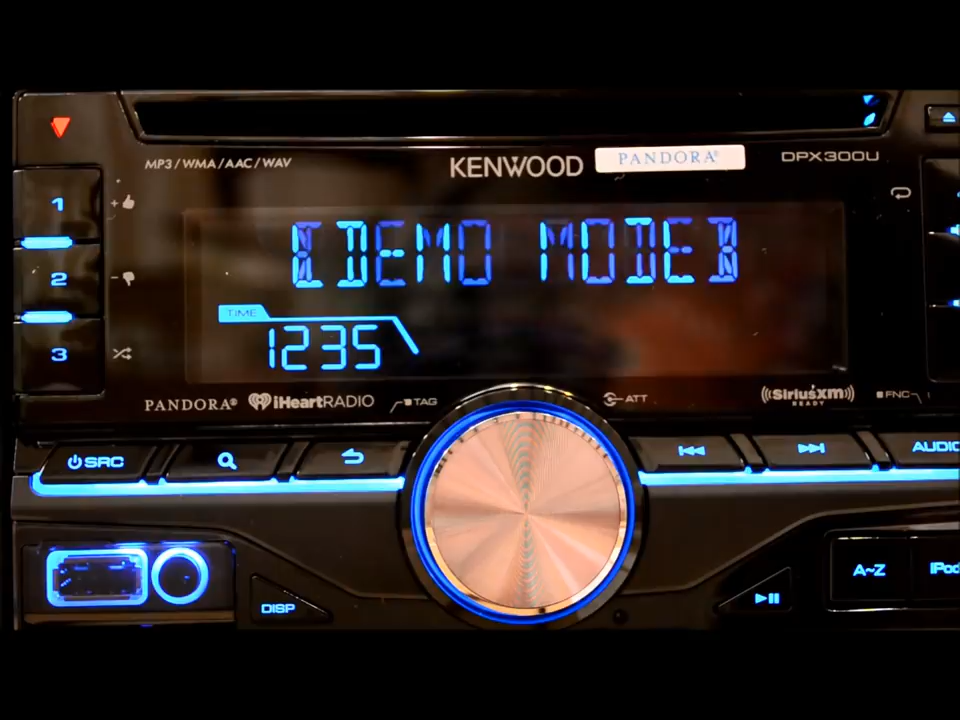 MP3/WMA/AAC/WAV
KENWOOD
PANDORA®
DPX300U
1
+
2
-
3
[DEMO MODE]
TIME
1235
PANDORA®
iHeartRADIO
TAG
ATT
((SiriusXM))
READY
FNC
SRC
AUDIO
DISP
A~Z
iPod